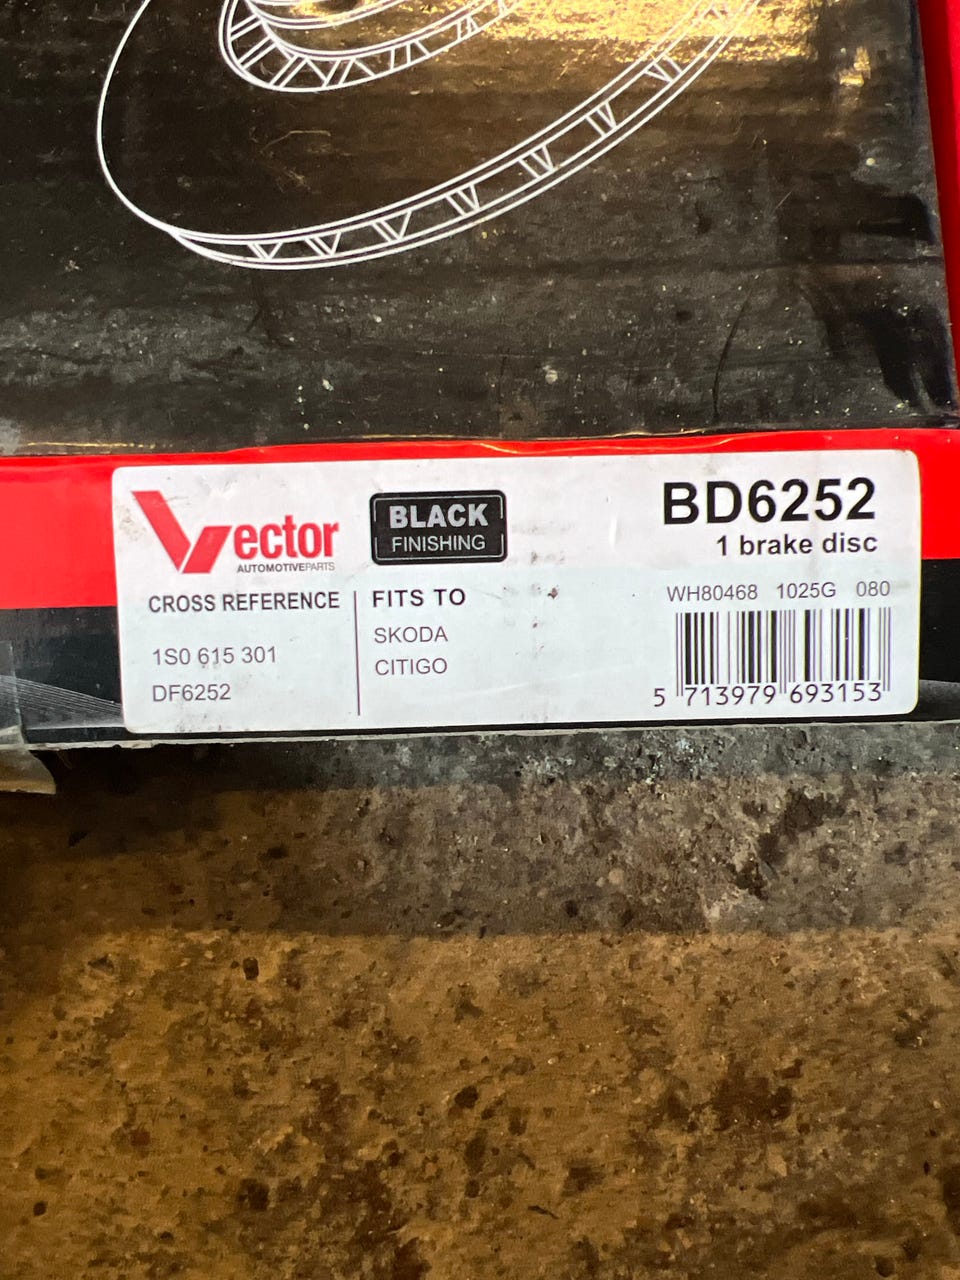 Vector
AUTOMOTIVEPARTS
BLACK
FINISHING
BD6252
1 brake disc
CROSS REFERENCE
1S0 615 301
DF6252
FITS TO
SKODA
CITIGO
WH80468 1025G 080
5 713979 693153